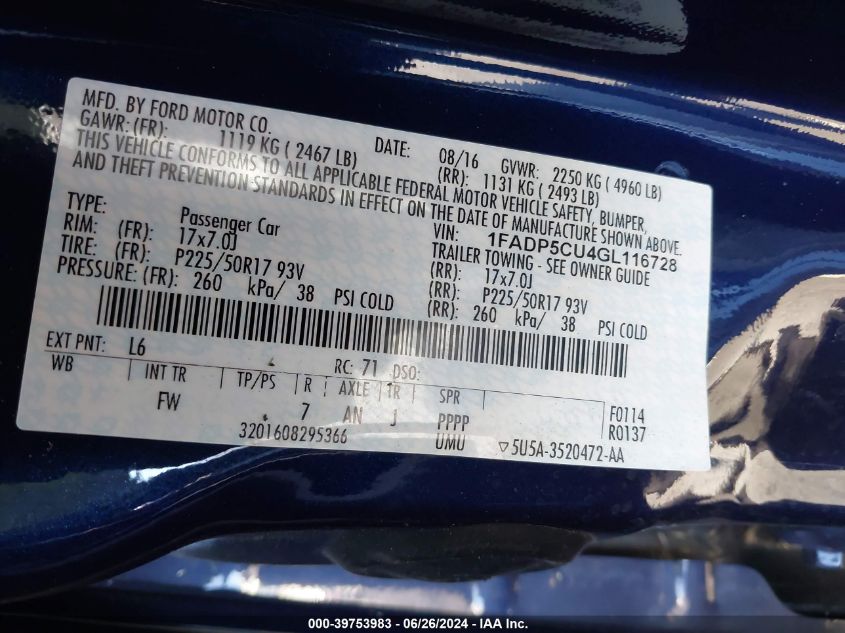 MFD. BY FORD MOTOR CO. DATE: 08/16 GVWR: 2250 KG ( 4960 LB)
GAWR: (FR): 1119 KG ( 2467 LB) (RR): 1131 KG ( 2493 LB)
THIS VEHICLE CONFORMS TO ALL APPLICABLE FEDERAL MOTOR VEHICLE SAFETY, BUMPER,
AND THEFT PREVENTION STANDARDS IN EFFECT ON THE DATE OF MANUFACTURE SHOWN ABOVE.
VIN: 1FADP5CU4GL116728
TYPE: Passenger Car TRAILER TOWING - SEE OWNER GUIDE
RIM: (FR): 17x7.0J (RR): 17x7.0J
TIRE: (FR): P225/50R17 93V (RR): P225/50R17 93V
PRESSURE: (FR): 260 kPa/ 38 PSI COLD (RR): 260 kPa/ 38 PSI COLD
EXT PNT: L6 RC: 71 DSO:
WB INT TR TP/PS R AXLE TR SPR
FW 7 AN J PPPP F0114
3201608295366 UMU R0137
5U5A-3520472-AA
000-39753983 / 06/26/2024 - IAA Inc.